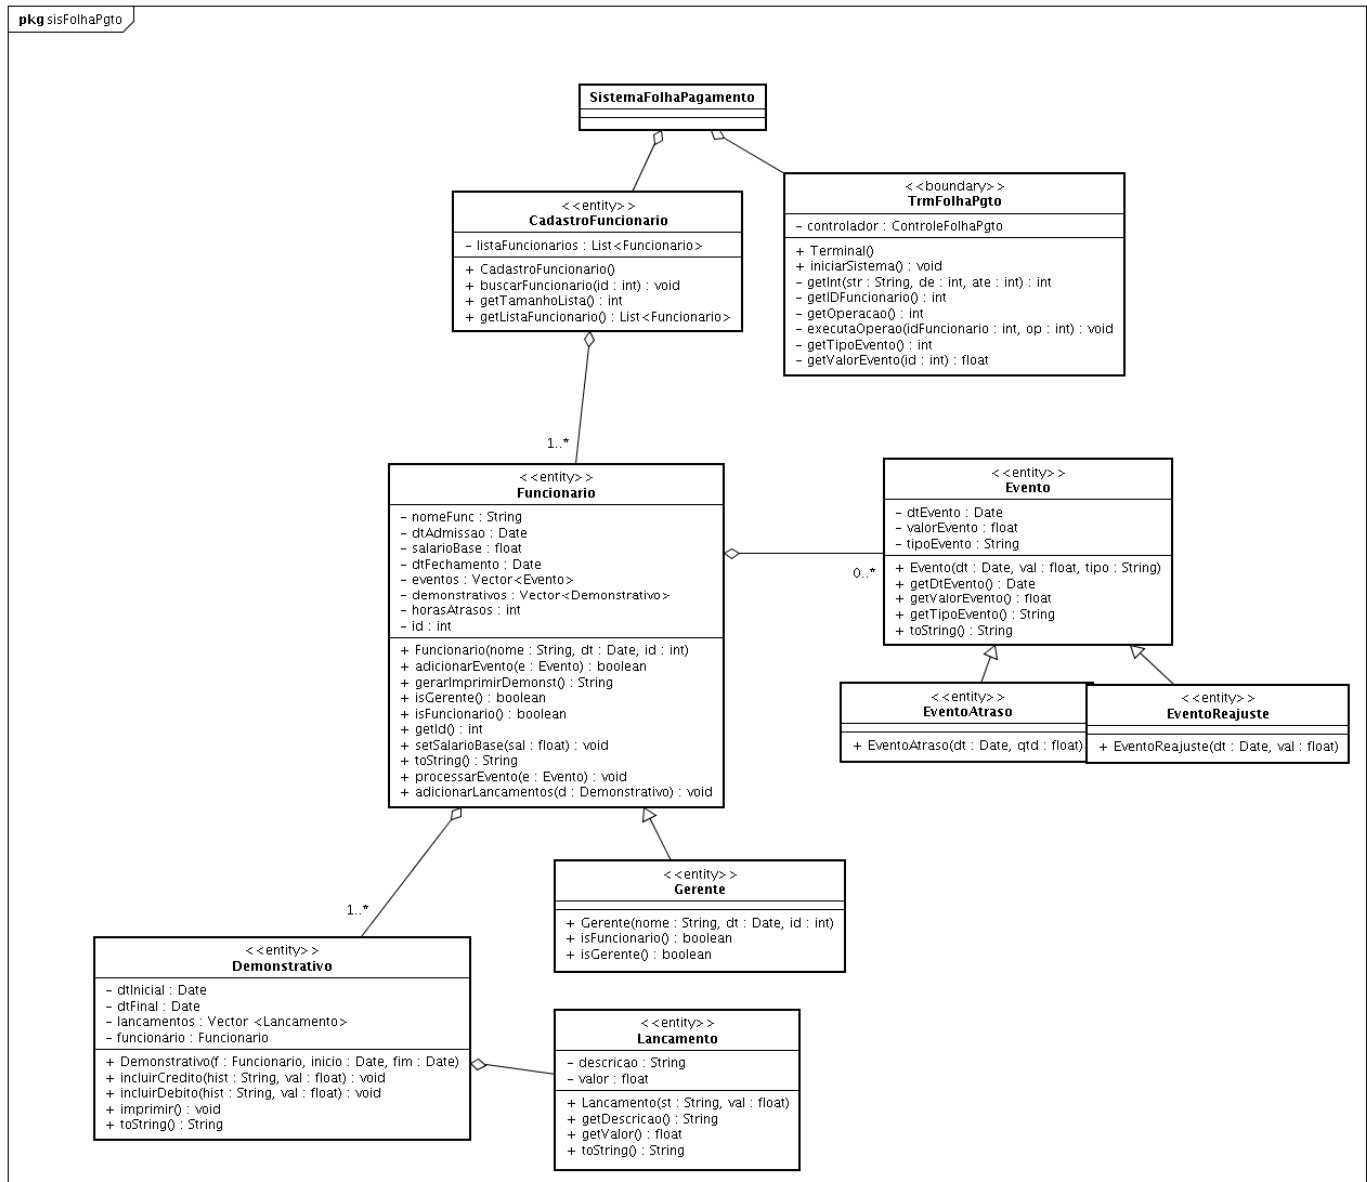 pkg sisFolhaPgto
SistemaFolhaPagamento
<<entity>>
CadastroFuncionario
- listaFuncionarios : List<Funcionario>
+ CadastroFuncionario()
+ buscarFuncionario(id : int) : void
+ getTamanhoLista() : int
+ getListaFuncionario() : List<Funcionario>
<<boundary>>
TrmFolhaPgto
- controlador : ControleFolhaPgto
+ Terminal()
+ iniciarSistema() : void
- getInt(str : String, de : int, ate : int) : int
- getIDFuncionario() : int
- getOperacao() : int
- executaOperao(idFuncionario : int, op : int) : void
- getTipoEvento() : int
- getValorEvento(id : int) : float
1..*
<<entity>>
Funcionario
- nomeFunc : String
- dtAdmissao : Date
- salarioBase : float
- dtFechamento : Date
- eventos : Vector<Evento>
- demonstrativos : Vector<Demonstrativo>
- horasAtrasos : int
- id : int
+ Funcionario(nome : String, dt : Date, id : int)
+ adicionarEvento(e : Evento) : boolean
+ gerarImprimirDemonst() : String
+ isGerente() : boolean
+ isFuncionario() : boolean
+ getId() : int
+ setSalarioBase(sal : float) : void
+ toString() : String
+ processarEvento(e : Evento) : void
+ adicionarLancamentos(d : Demonstrativo) : void
0..*
<<entity>>
Evento
- dtEvento : Date
- valorEvento : float
- tipoEvento : String
+ Evento(dt : Date, val : float, tipo : String)
+ getDtEvento() : Date
+ getValorEvento() : float
+ getTipoEvento() : String
+ toString() : String
<<entity>>
EventoAtraso
+ EventoAtraso(dt : Date, qtd : float)
<<entity>>
EventoReajuste
+ EventoReajuste(dt : Date, val : float)
<<entity>>
Gerente
+ Gerente(nome : String, dt : Date, id : int)
+ isFuncionario() : boolean
+ isGerente() : boolean
1..*
<<entity>>
Demonstrativo
- dtInicial : Date
- dtFinal : Date
- lancamentos : Vector <Lancamento>
- funcionario : Funcionario
+ Demonstrativo(f : Funcionario, inicio : Date, fim : Date)
+ incluirCredito(hist : String, val : float) : void
+ incluirDebito(hist : String, val : float) : void
+ imprimir() : void
+ toString() : String
<<entity>>
Lancamento
- descricao : String
- valor : float
+ Lancamento(st : String, val : float)
+ getDescricao() : String
+ getValor() : float
+ toString() : String